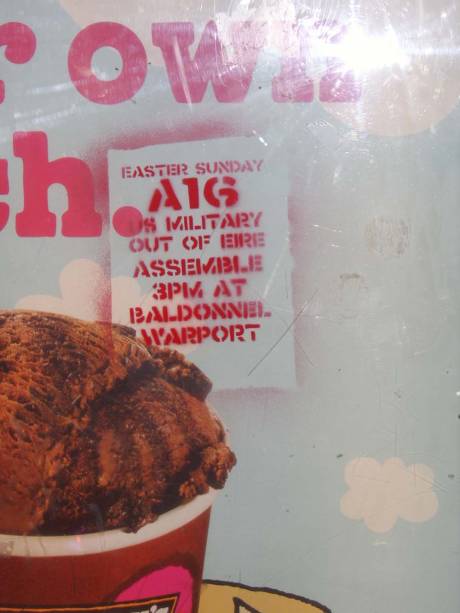 r own
ch.
EASTER SUNDAY
A16
US MILITARY
OUT OF EIRE
ASSEMBLE
3PM AT
BALDONNEL
WARPORT